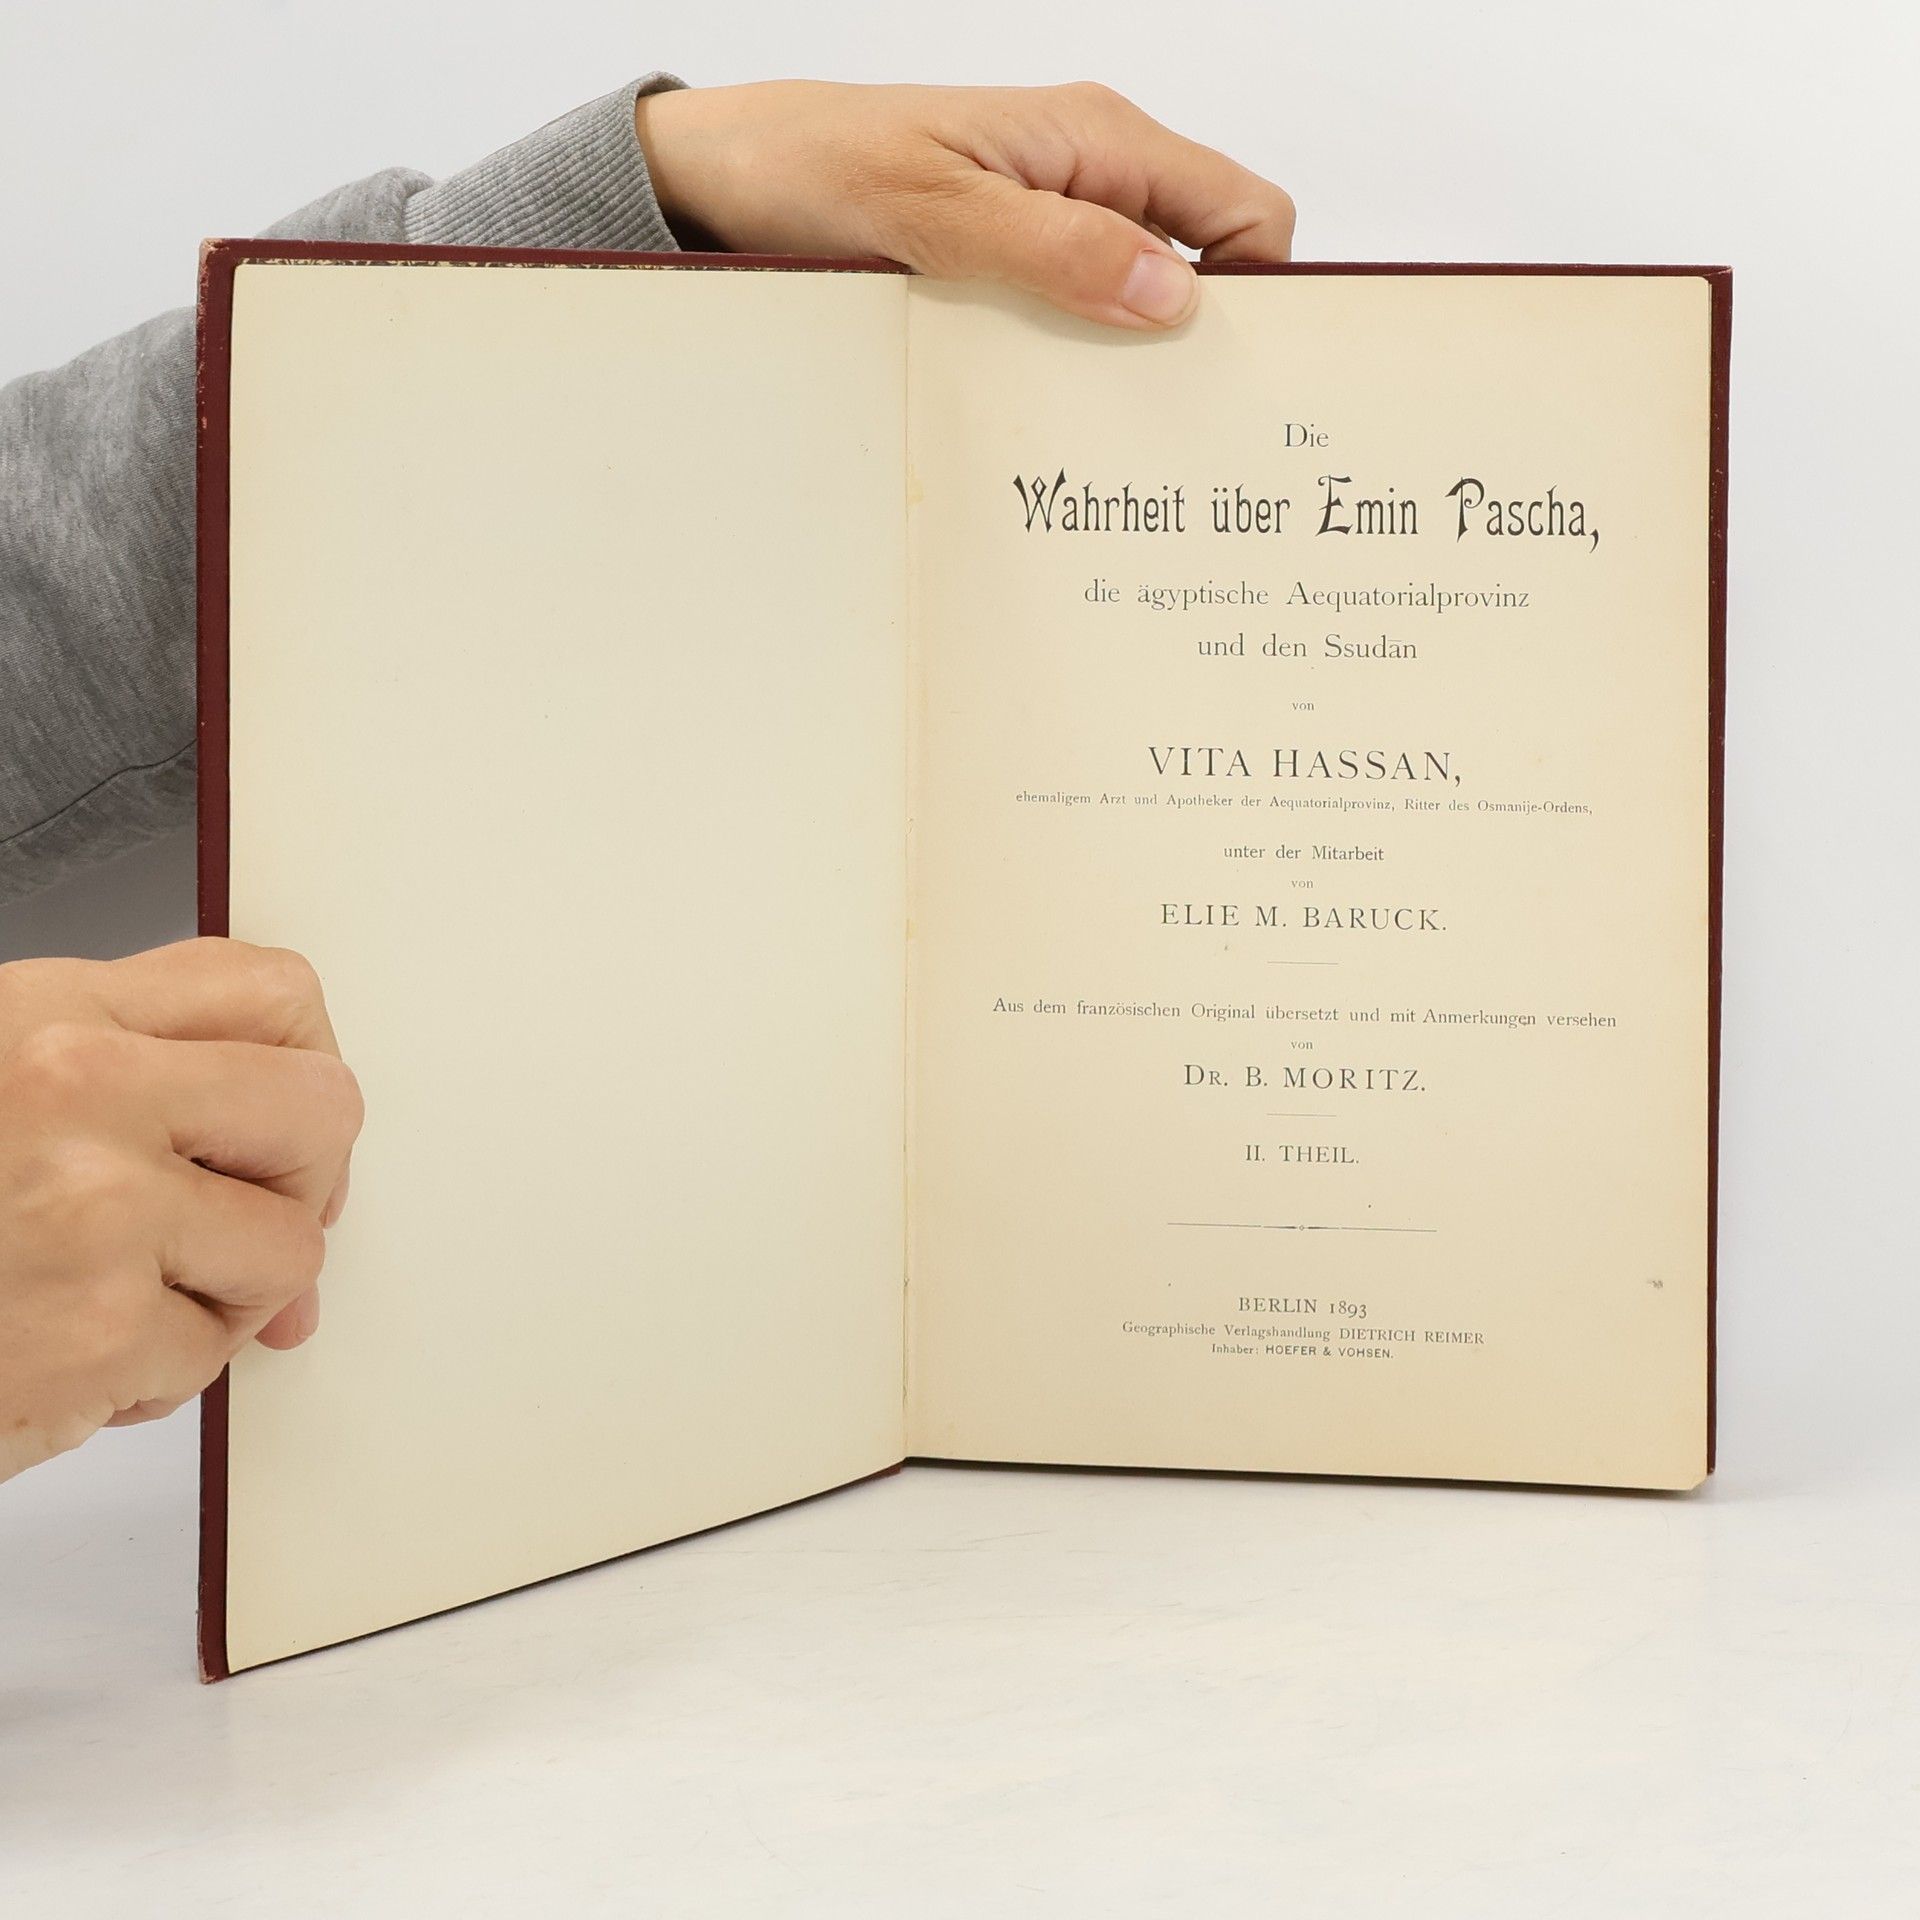 Die
Wahrheit über Emin Pascha,
die ägyptische Aequatorialprovinz
und den Ssudān
von
VITA HASSAN,
ehemaligem Arzt und Apotheker der Aequatorialprovinz, Ritter des Osmanije-Ordens,
unter der Mitarbeit
von
ELIE M. BARUCK.
Aus dem französischen Original übersetzt und mit Anmerkungen versehen
von
DR. B. MORITZ.
II. THEIL.
BERLIN 1893
Geographische Verlagshandlung DIETRICH REIMER
Inhaber: HOEFER & VOHSEN.